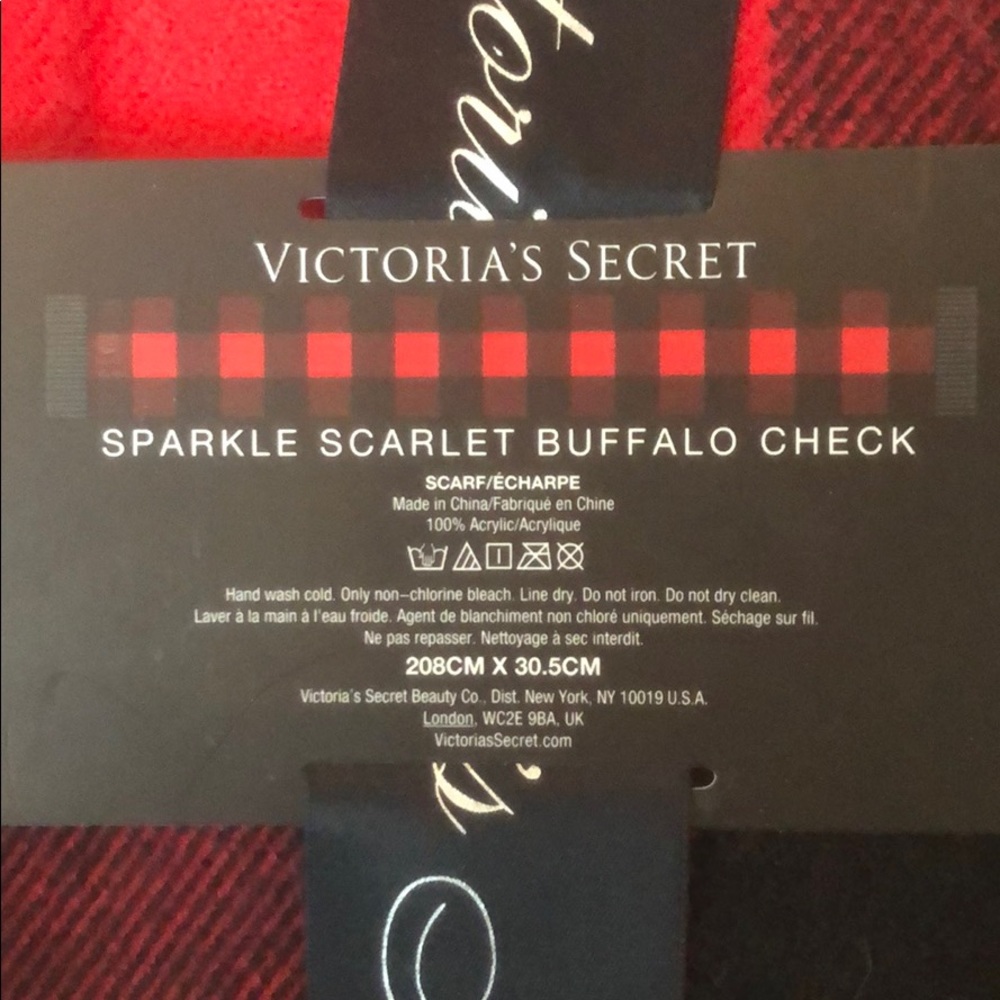 tori
VICTORIA'S SECRET
SPARKLE SCARLET BUFFALO CHECK
SCARF/ÉCHARPE
Made in China/Fabriqué en Chine
100% Acrylic/Acrylique
Hand wash cold. Only non-chlorine bleach. Line dry. Do not iron. Do not dry clean.
Laver à la main à l'eau froide. Agent de blanchiment non chloré uniquement. Séchage sur fil.
Ne pas repasser. Nettoyage à sec interdit.
208CM X 30.5CM
Victoria's Secret Beauty Co., Dist. New York, NY 10019 U.S.A.
London, WC2E 9BA, UK
VictoriasSecret.com
's